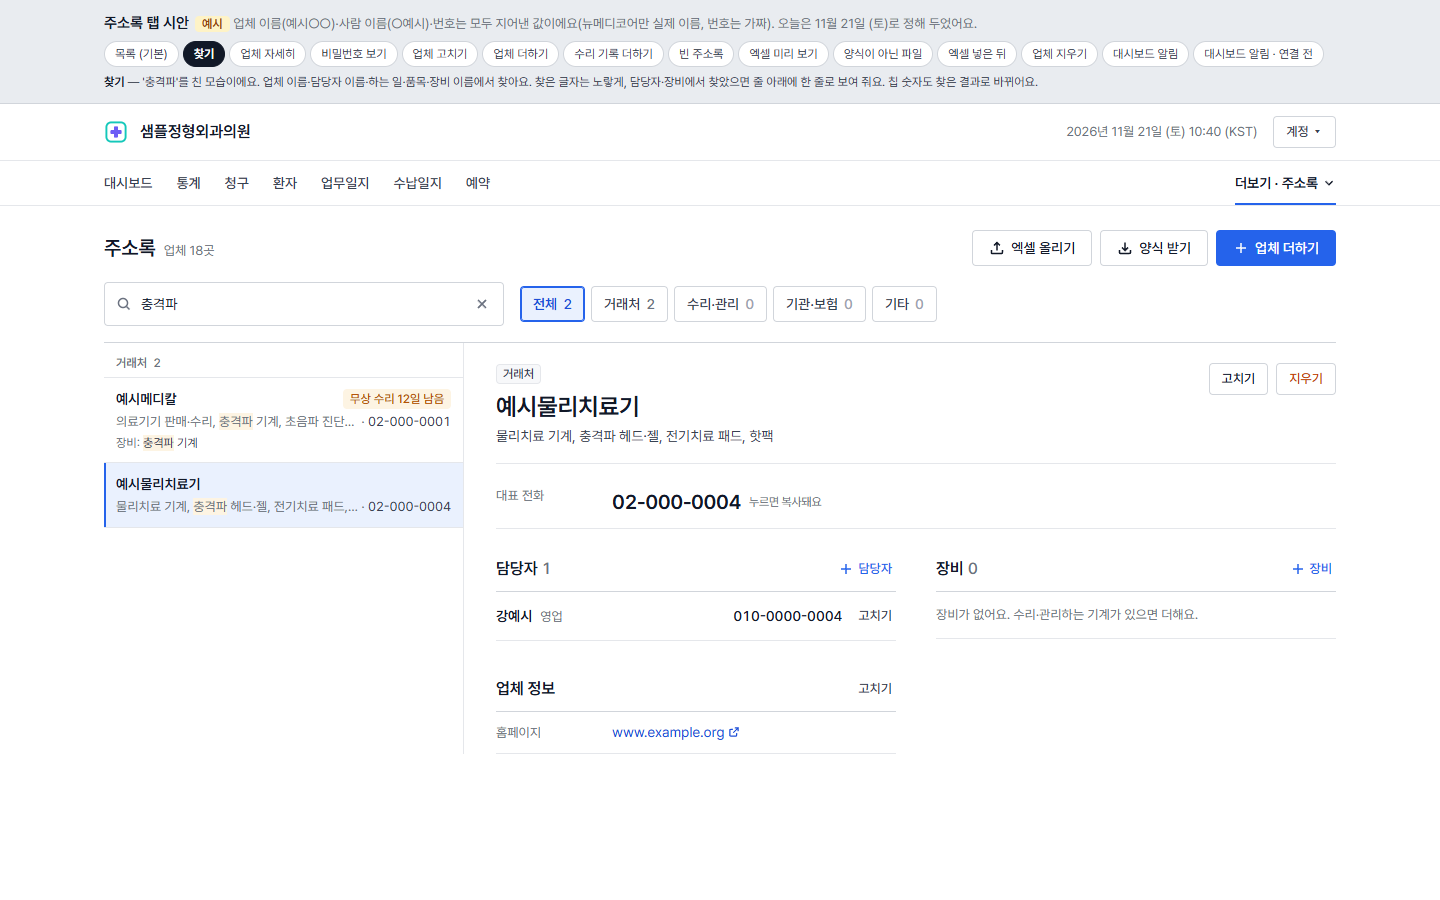 주소록 탭 시안 예시 업체 이름(예시○○)·사람 이름(○예시)·번호는 모두 지어낸 값이에요(뉴메디코어만 실제 이름, 번호는 가짜). 오늘은 11월 21일 (토)로 정해 두었어요.
목록 (기본) 찾기 업체 자세히 비밀번호 보기 업체 고치기 업체 더하기 수리 기록 더하기 빈 주소록 엑셀 미리 보기 양식이 아닌 파일 엑셀 넣은 뒤 업체 지우기 대시보드 알림 대시보드 알림 · 연결 전
찾기 — '충격파'를 친 모습이에요. 업체 이름·담당자 이름·하는 일·품목·장비 이름에서 찾아요. 찾은 글자는 노랗게, 담당자·장비에서 찾았으면 줄 아래에 한 줄로 보여 줘요. 칩 숫자도 찾은 결과로 바뀌어요.
샘플정형외과의원
2026년 11월 21일 (토) 10:40 (KST) 계정
대시보드 통계 청구 환자 업무일지 수납일지 예약 더보기 · 주소록
주소록 업체 18곳 엑셀 올리기 양식 받기 업체 더하기
충격파 전체 2 거래처 2 수리·관리 0 기관·보험 0 기타 0
거래처 2
예시메디칼 무상 수리 12일 남음
의료기기 판매·수리, 충격파 기계, 초음파 진단… · 02-000-0001
장비: 충격파 기계
예시물리치료기
물리치료 기계, 충격파 헤드·젤, 전기치료 패드,… · 02-000-0004
거래처 고치기 지우기
예시물리치료기
물리치료 기계, 충격파 헤드·젤, 전기치료 패드, 핫팩
대표 전화 02-000-0004 누르면 복사돼요
담당자 1 + 담당자
강예시 영업 010-0000-0004 고치기
장비 0 + 장비
장비가 없어요. 수리·관리하는 기계가 있으면 더해요.
업체 정보 고치기
홈페이지 www.example.org